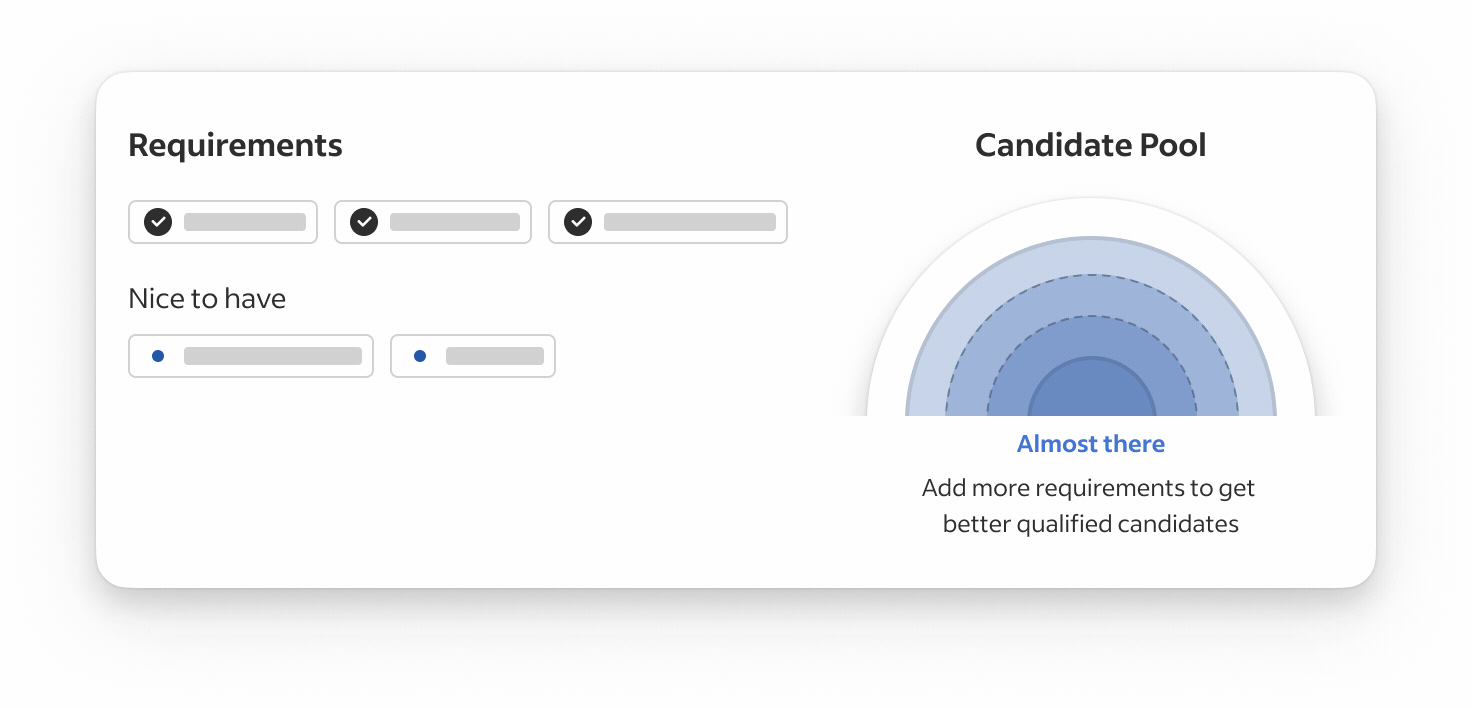 Requirements
Nice to have
Candidate Pool
Almost there
Add more requirements to get
better qualified candidates